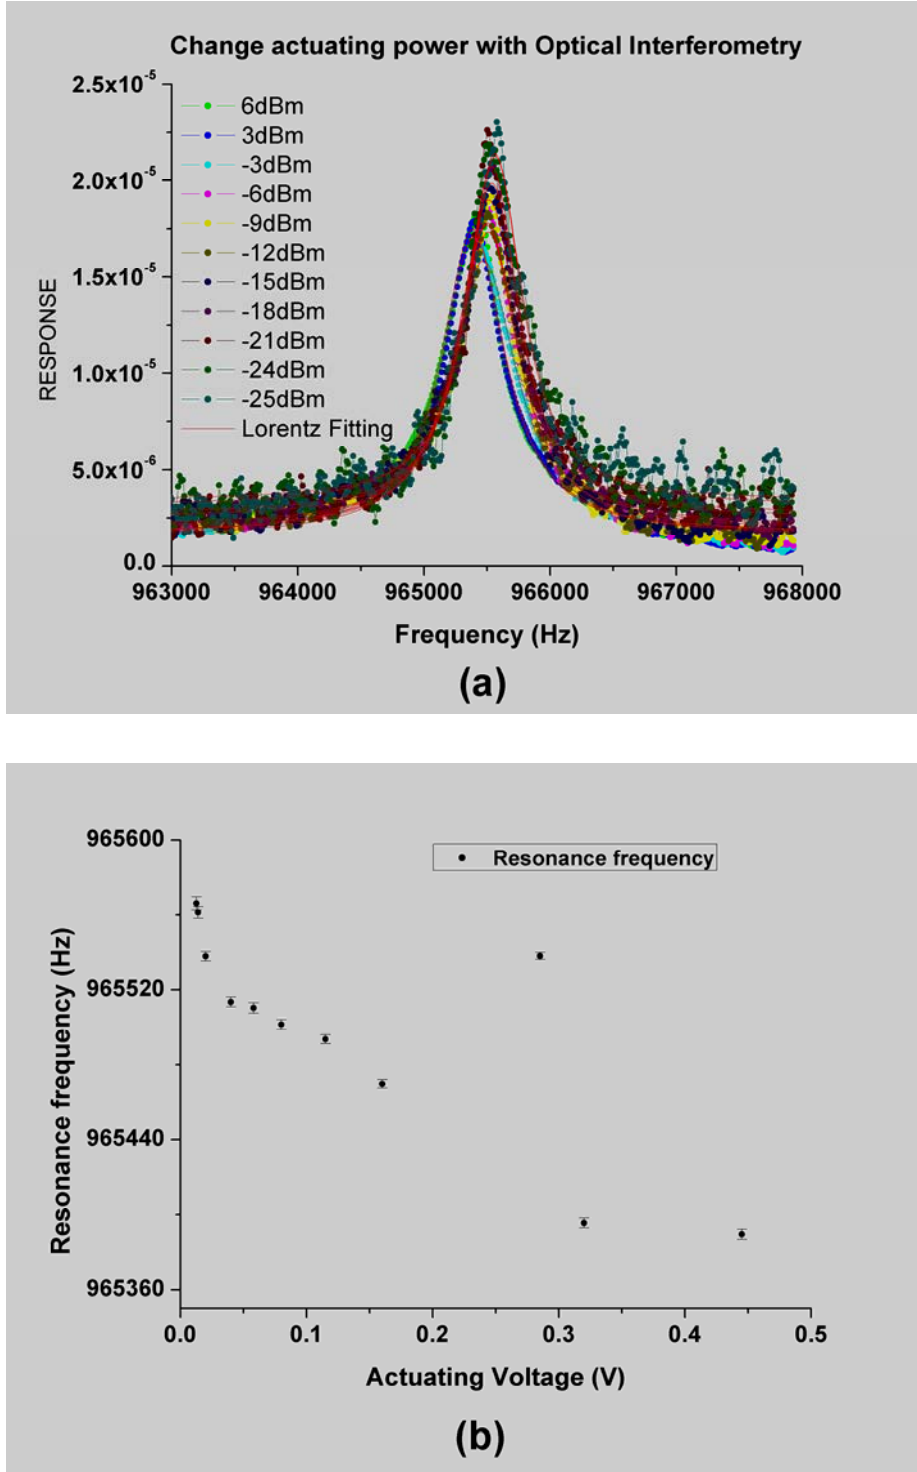 Change actuating power with Optical Interferometry
2.5x10⁻⁵
2.0x10⁻⁵
1.5x10⁻⁵
1.0x10⁻⁵
5.0x10⁻⁶
0.0
RESPONSE
6dBm
3dBm
-3dBm
-6dBm
-9dBm
-12dBm
-15dBm
-18dBm
-21dBm
-24dBm
-25dBm
Lorentz Fitting
963000 964000 965000 966000 967000 968000
Frequency (Hz)
(a)
965600
965520
965440
965360
Resonance frequency (Hz)
Resonance frequency
0.0 0.1 0.2 0.3 0.4 0.5
Actuating Voltage (V)
(b)